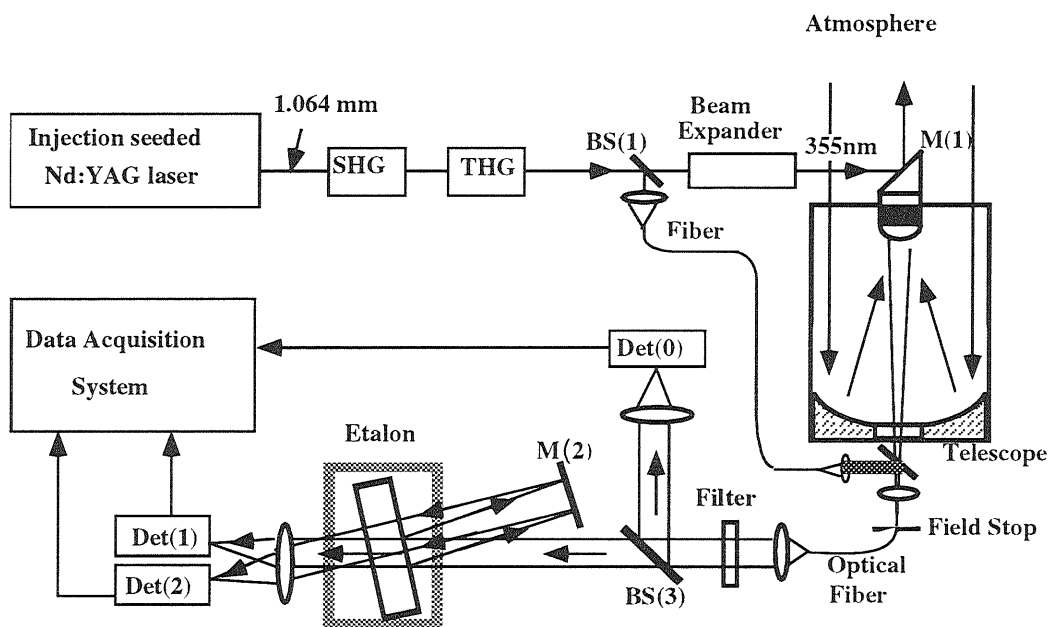 Atmosphere
1.064 mm
Injection seeded
Nd:YAG laser
SHG
THG
BS(1)
Beam
Expander
355nm
M(1)
Fiber
Data Acquisition
System
Det(0)
Etalon
M(2)
Telescope
Filter
Field Stop
Det(1)
Det(2)
BS(3)
Optical
Fiber